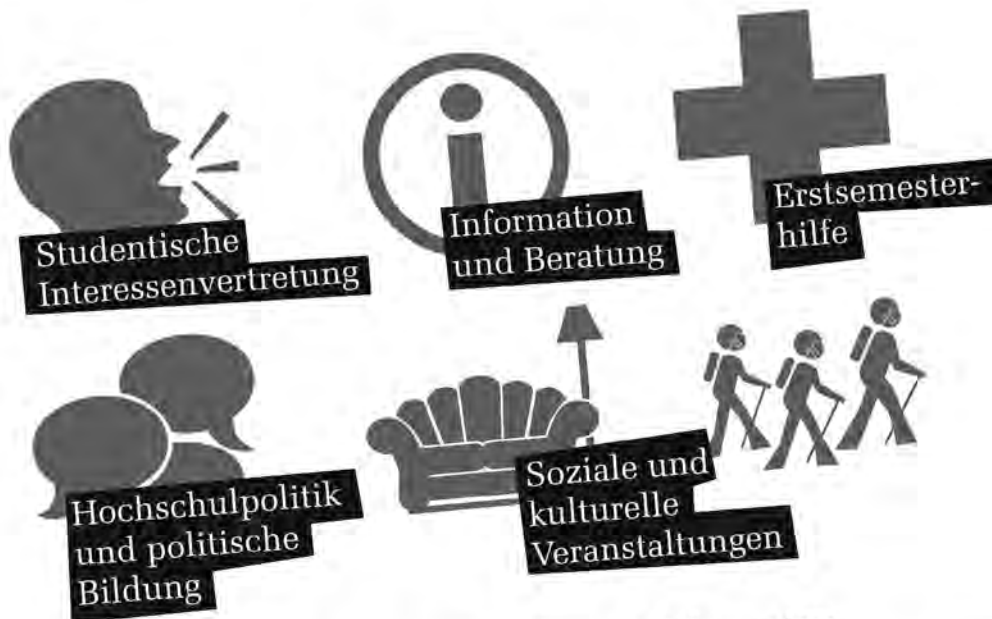 Studentische
Interessenvertretung
Information
und Beratung
Erstsemester-
hilfe
Hochschulpolitik
und politische
Bildung
Soziale und
kulturelle
Veranstaltungen